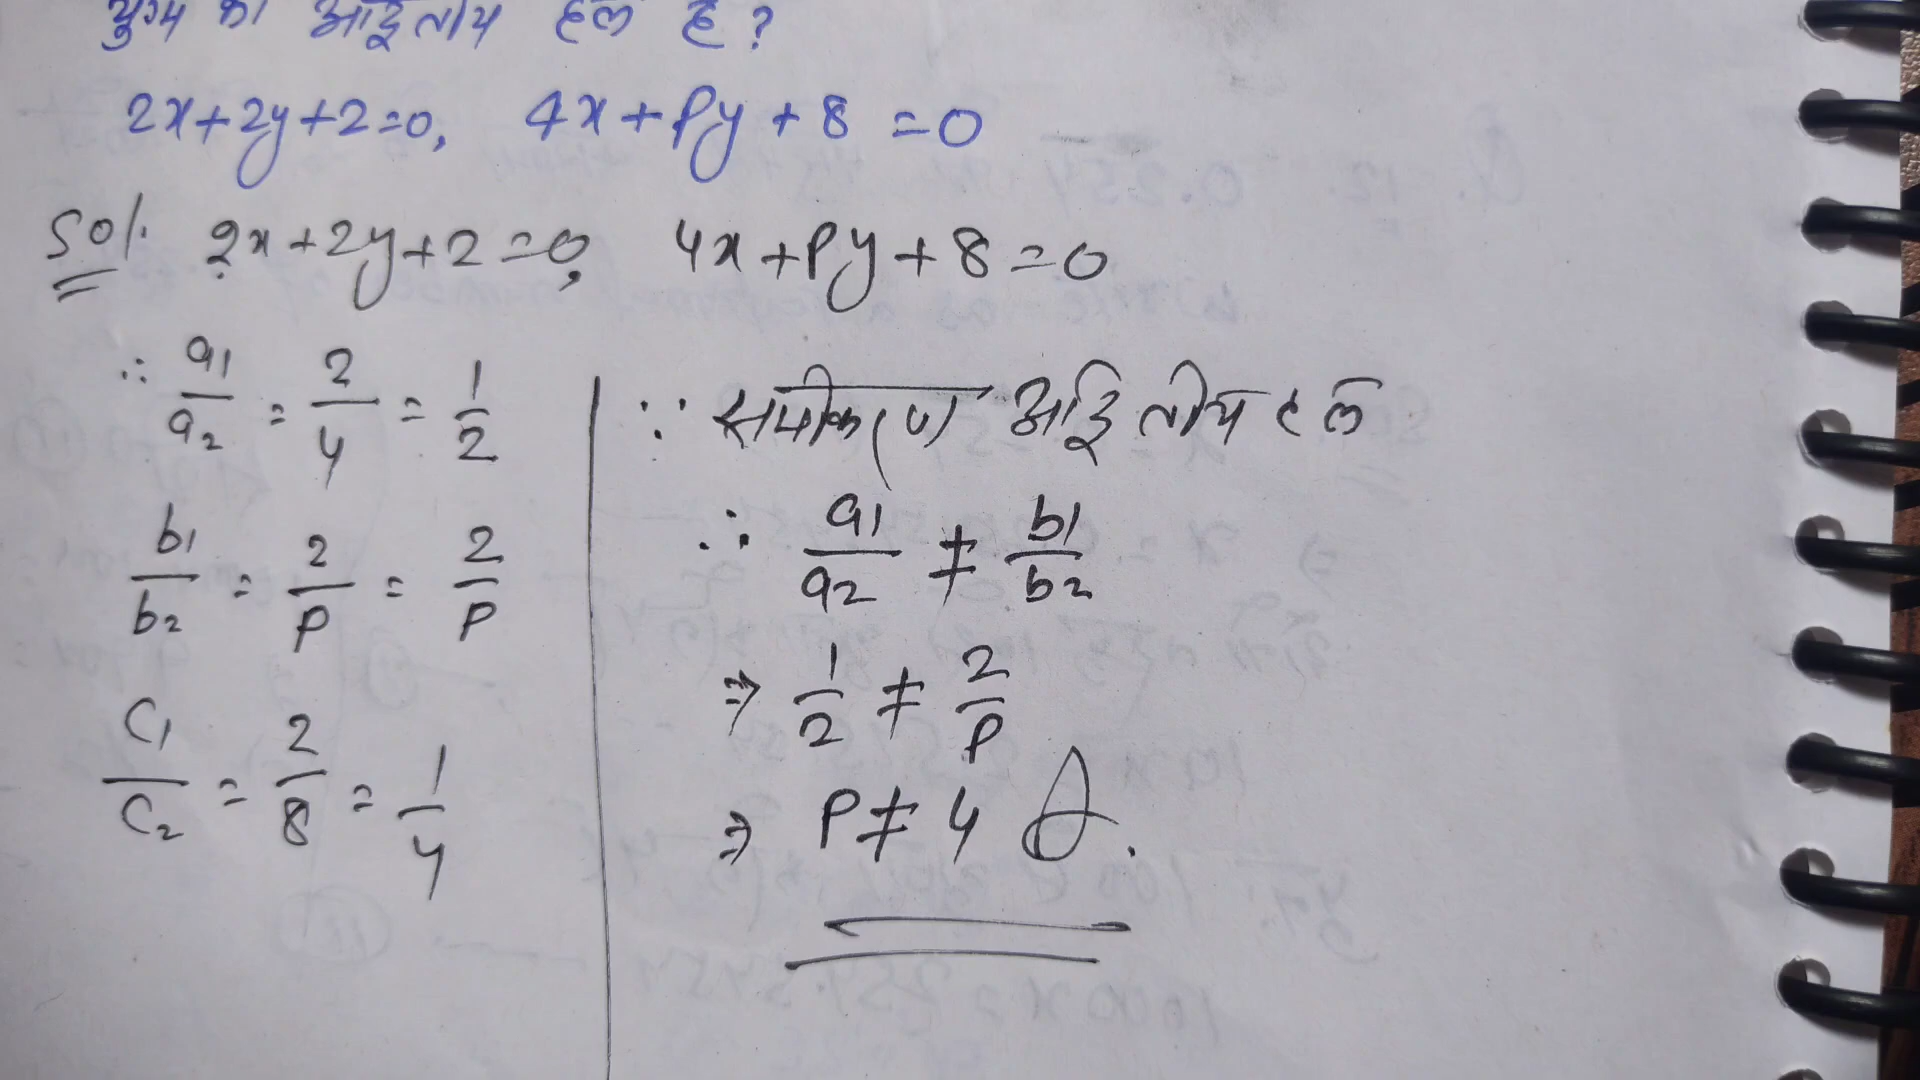 युग्म का अद्वितीय हल है?
2x+2y+2=0, 4x+py+8=0
Sol. 2x+2y+2=0, 4x+py+8=0
∴ a1/a2 = 2/4 = 1/2
b1/b2 = 2/p = 2/p
C1/C2 = 2/8 = 1/4
∵ समीकरण अद्वितीय हल
∴ a1/a2 ≠ b1/b2
⇒ 1/2 ≠ 2/p
⇒ P≠4